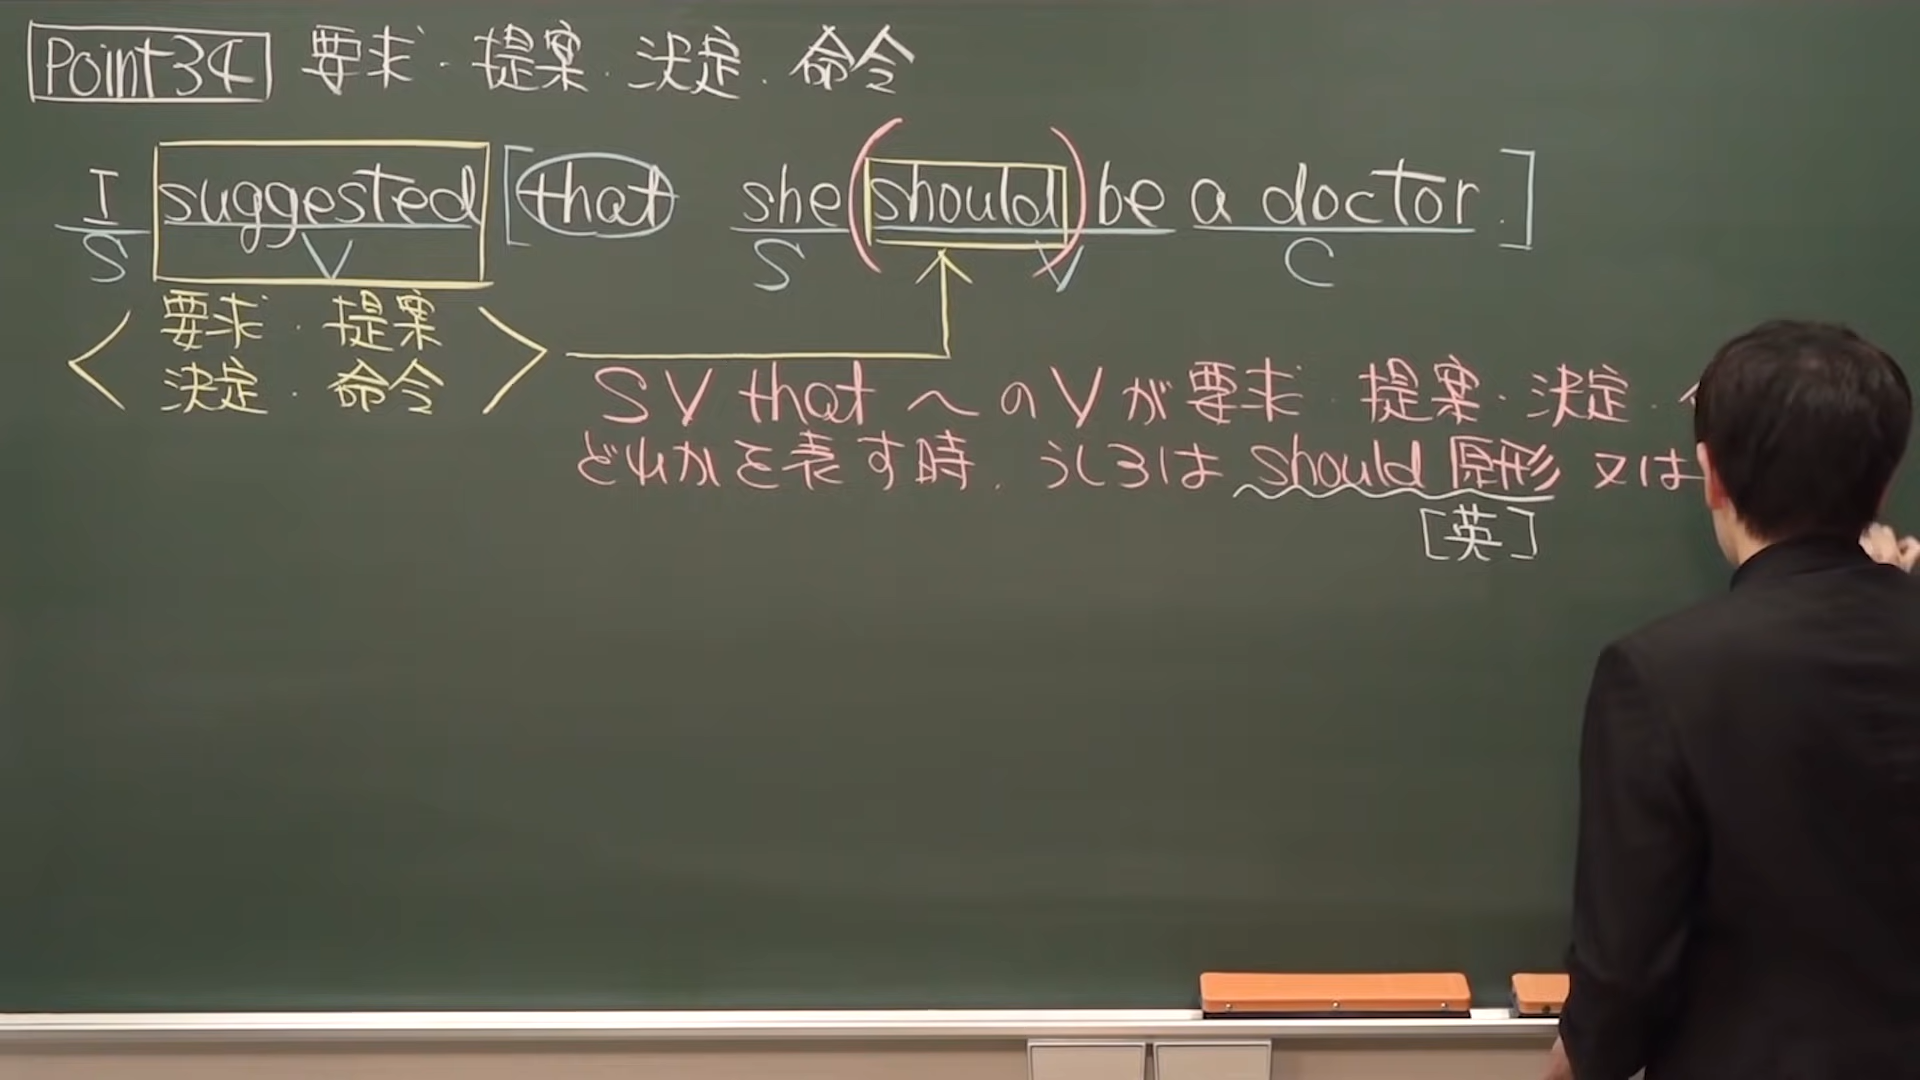 Point34 要求・提案・決定・命令
I suggested [that she (should) be a doctor.]
S V S V C
<要求・提案
決定・命令>
SV that 〜のVが要求・提案・決定・
どれかを表す時、うしろは should 原形 又は
[英]